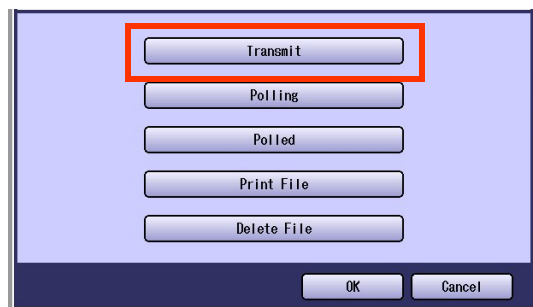 Transmit
Polling
Polled
Print File
Delete File
OK Cancel